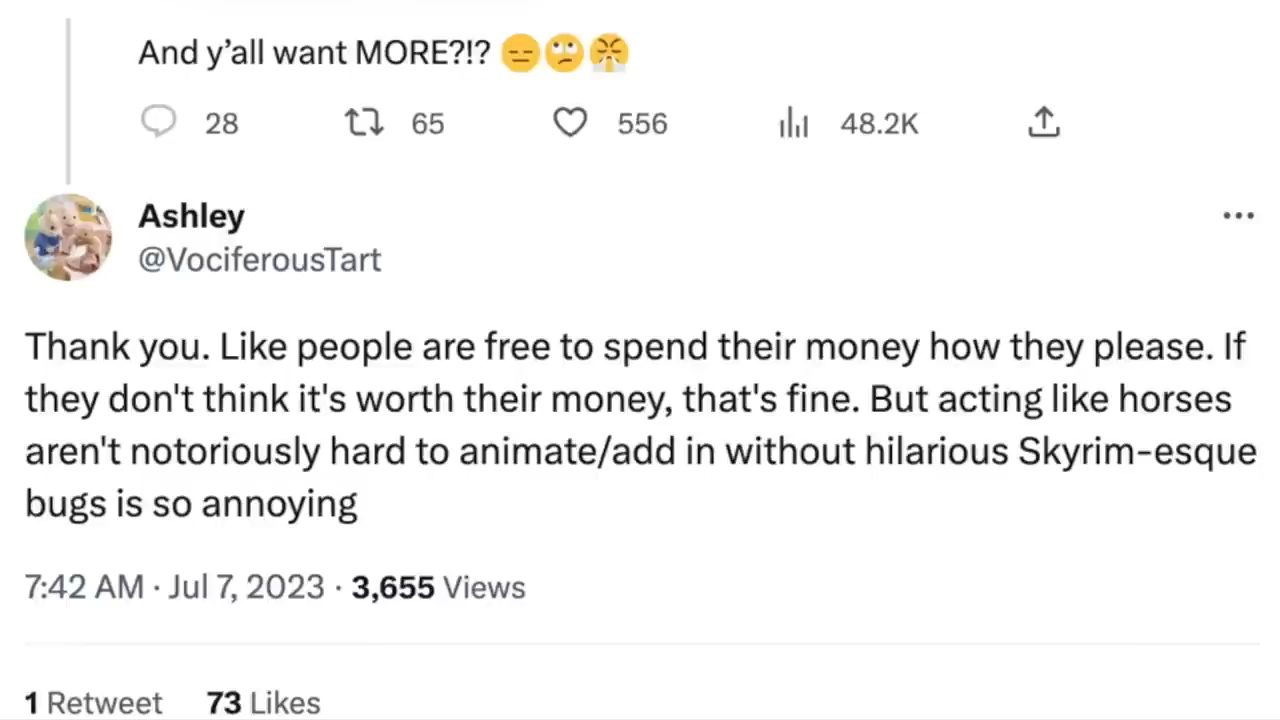 And y’all want MORE?!? 😑🙄😤
28 65 556 48.2K
Ashley
@VociferousTart
Thank you. Like people are free to spend their money how they please. If
they don't think it's worth their money, that's fine. But acting like horses
aren't notoriously hard to animate/add in without hilarious Skyrim-esque
bugs is so annoying
7:42 AM · Jul 7, 2023 · 3,655 Views
1 Retweet 73 Likes